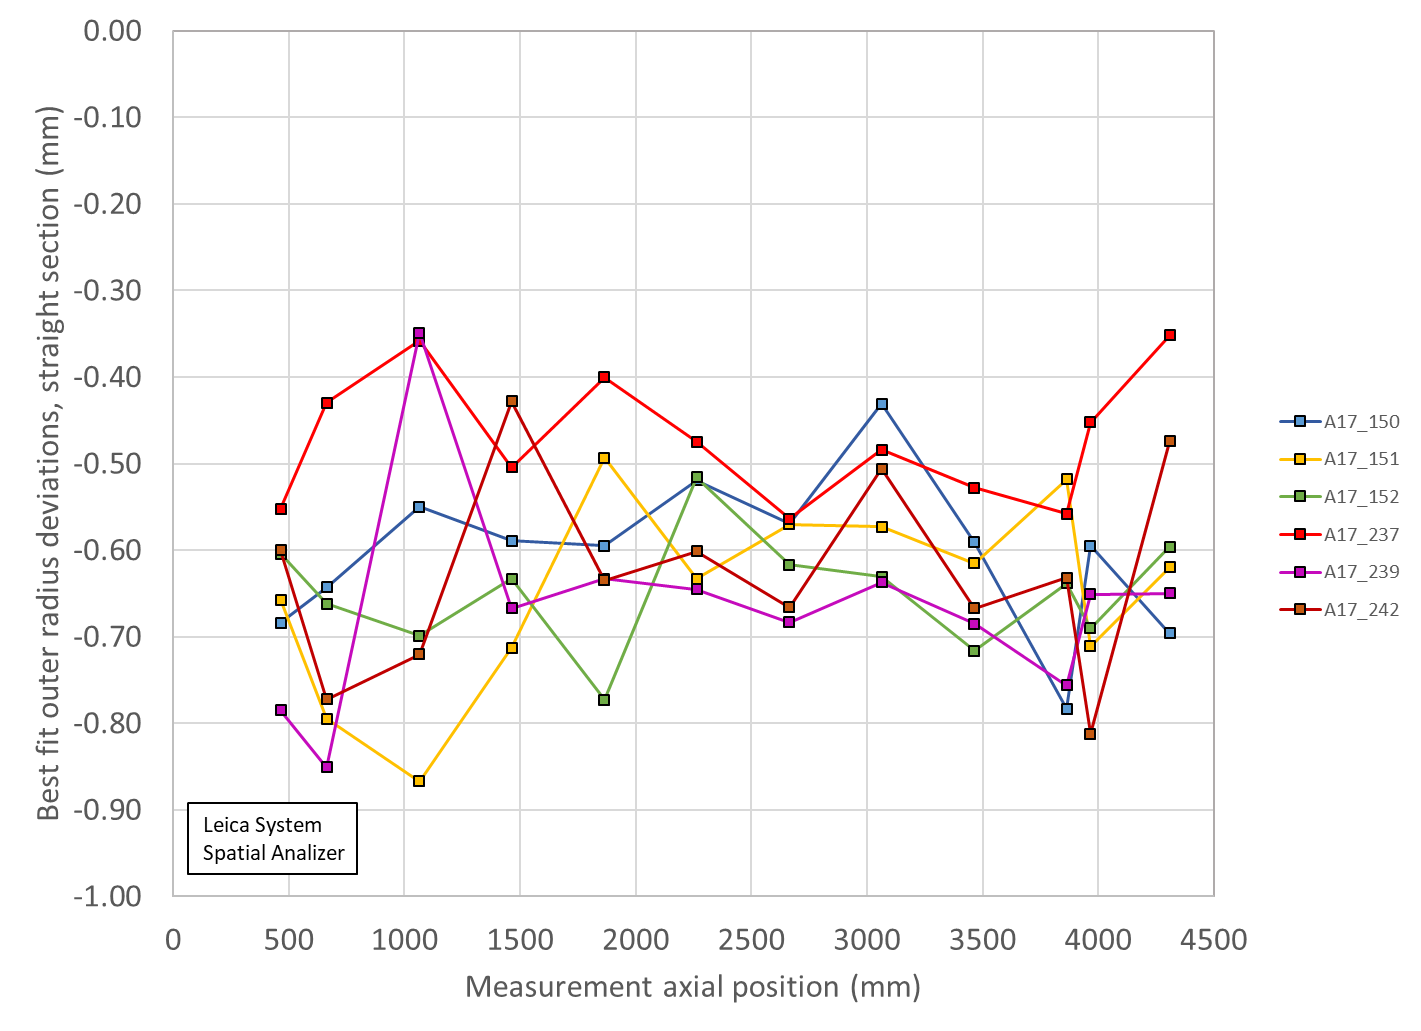 0.00
-0.10
-0.20
-0.30
-0.40
-0.50
-0.60
-0.70
-0.80
-0.90
-1.00
Best fit outer radius deviations, straight section (mm)
Leica System
Spatial Analizer
0 500 1000 1500 2000 2500 3000 3500 4000 4500
Measurement axial position (mm)
A17_150
A17_151
A17_152
A17_237
A17_239
A17_242